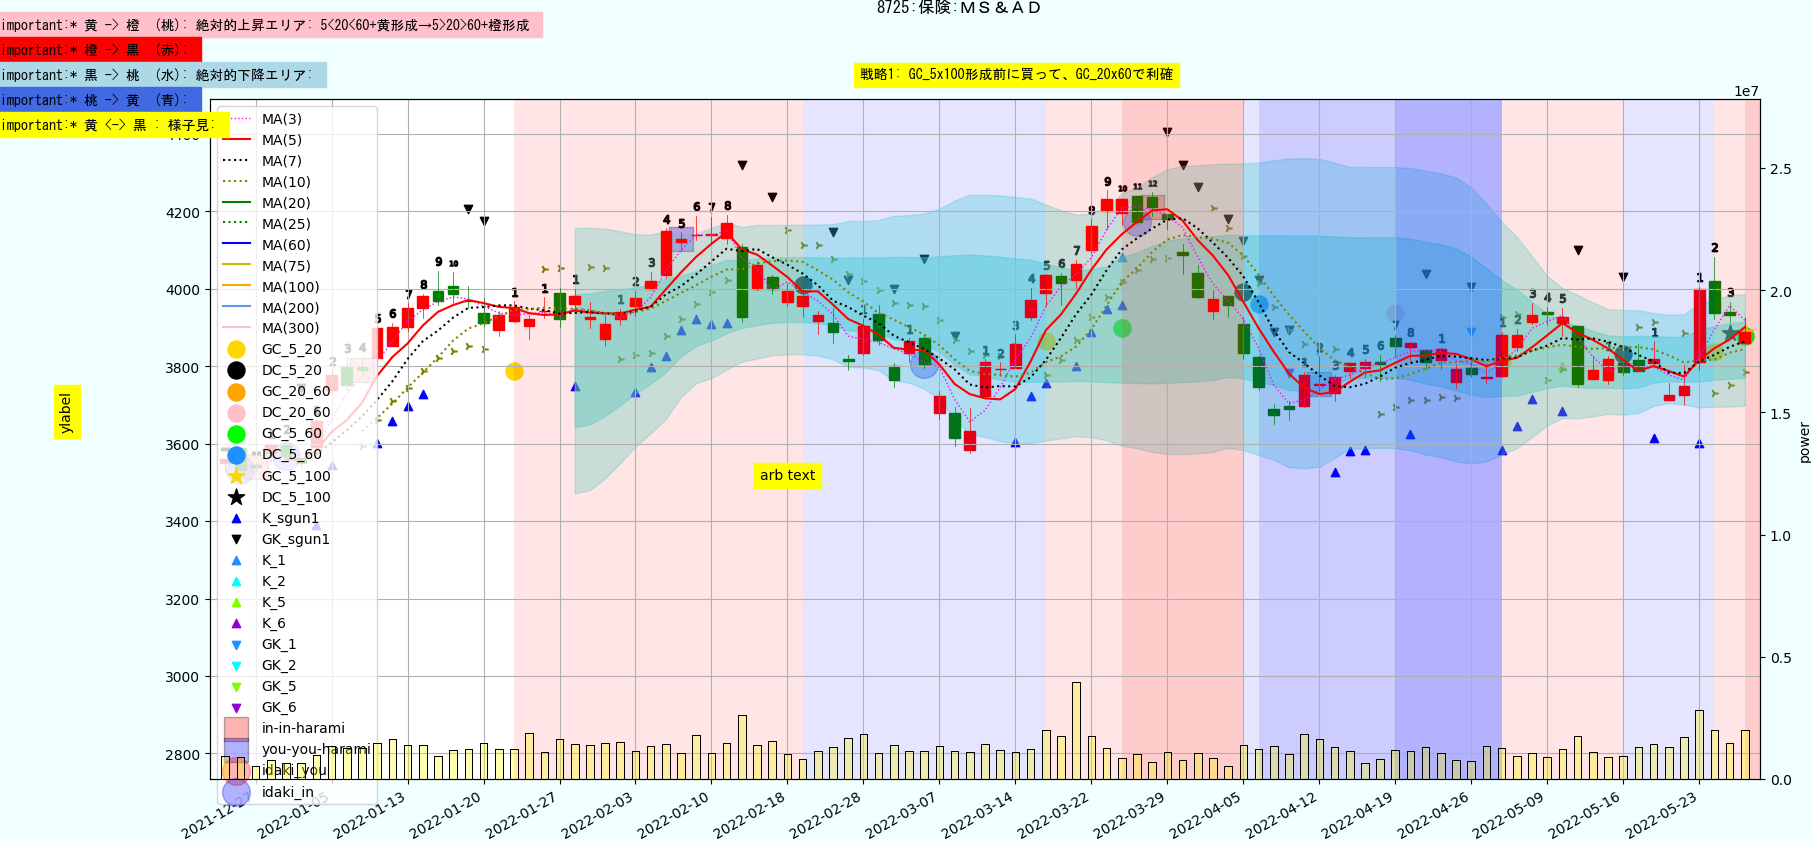 8725:保険:ＭＳ＆ＡＤ
important:* 黄 -> 橙 (桃): 絶対的上昇エリア: 5<20<60+黄形成→5>20>60+橙形成
important:* 橙 -> 黒 (赤):
important:* 黒 -> 桃 (水): 絶対的下降エリア:
important:* 桃 -> 黄 (青):
important:* 黄 <-> 黒 : 様子見:
戦略1: GC_5x100形成前に買って、GC_20x60で利確
1e7
MA(3)
MA(5)
MA(7)
MA(10)
MA(20)
MA(25)
MA(60)
MA(75)
MA(100)
MA(200)
MA(300)
GC_5_20
DC_5_20
GC_20_60
DC_20_60
GC_5_60
DC_5_60
GC_5_100
DC_5_100
K_sgun1
GK_sgun1
K_1
K_2
K_5
K_6
GK_1
GK_2
GK_5
GK_6
in-in-harami
you-you-harami
idaki_you
idaki_in
4200
4000
3800
3600
3400
3200
3000
2800
ylabel
arb text
2.5
2.0
1.5
1.0
0.5
0.0
power
2021-12-27
2022-01-05
2022-01-13
2022-01-20
2022-01-27
2022-02-03
2022-02-10
2022-02-18
2022-02-28
2022-03-07
2022-03-14
2022-03-22
2022-03-29
2022-04-05
2022-04-12
2022-04-19
2022-04-26
2022-05-09
2022-05-16
2022-05-23